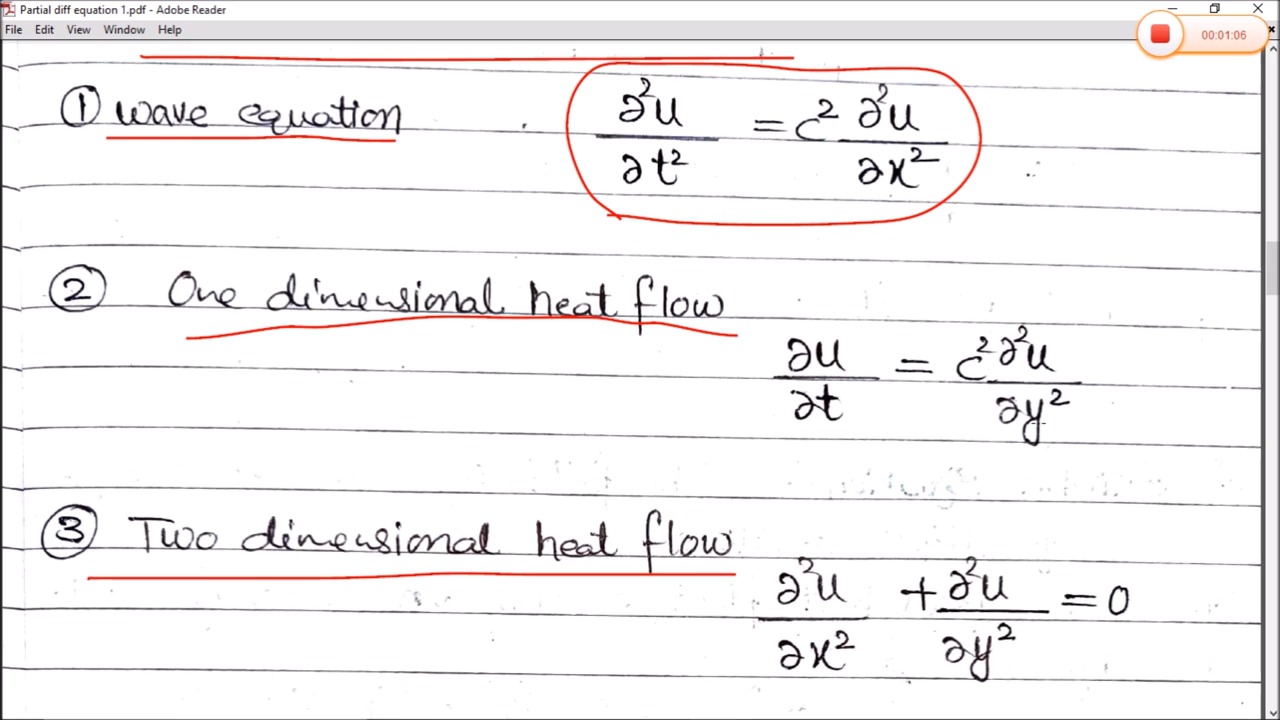 Partial diff equation 1.pdf - Adobe Reader
File Edit View Window Help
00:01:06
① wave equation ∂²u/∂t² = c² ∂²u/∂x²
② One dimensional heat flow
∂u/∂t = c² ∂²u/∂y²
③ Two dimensional heat flow
∂²u/∂x² + ∂²u/∂y² = 0